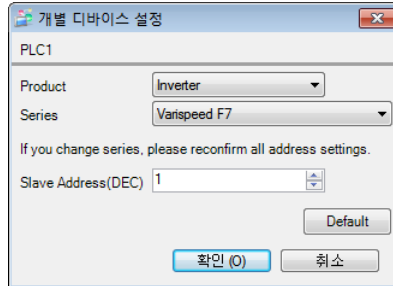 개별 디바이스 설정
PLC1
Product Inverter
Series Varispeed F7
If you change series, please reconfirm all address settings.
Slave Address(DEC) 1
Default
확인 (O) 취소